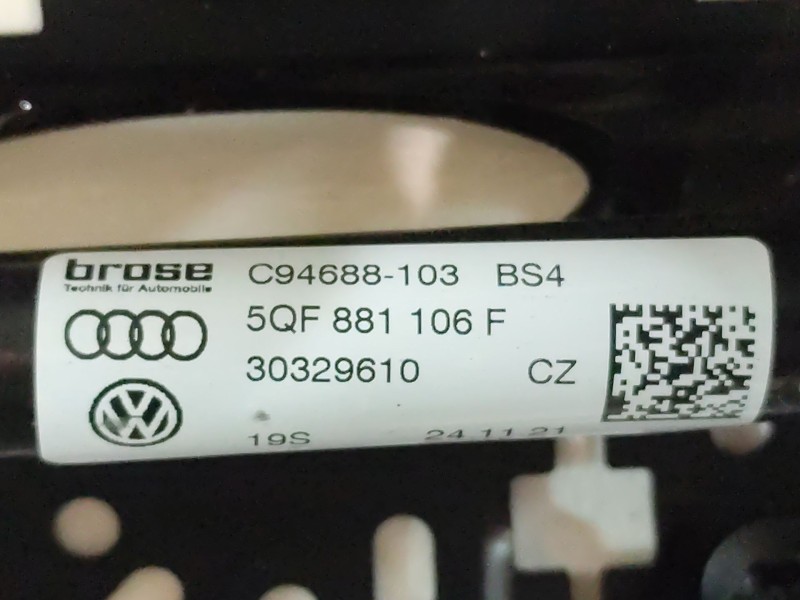 brose C94688-103 BS4
Technik für Automobile
5QF 881 106 F
30329610 CZ
19S 24.11.21